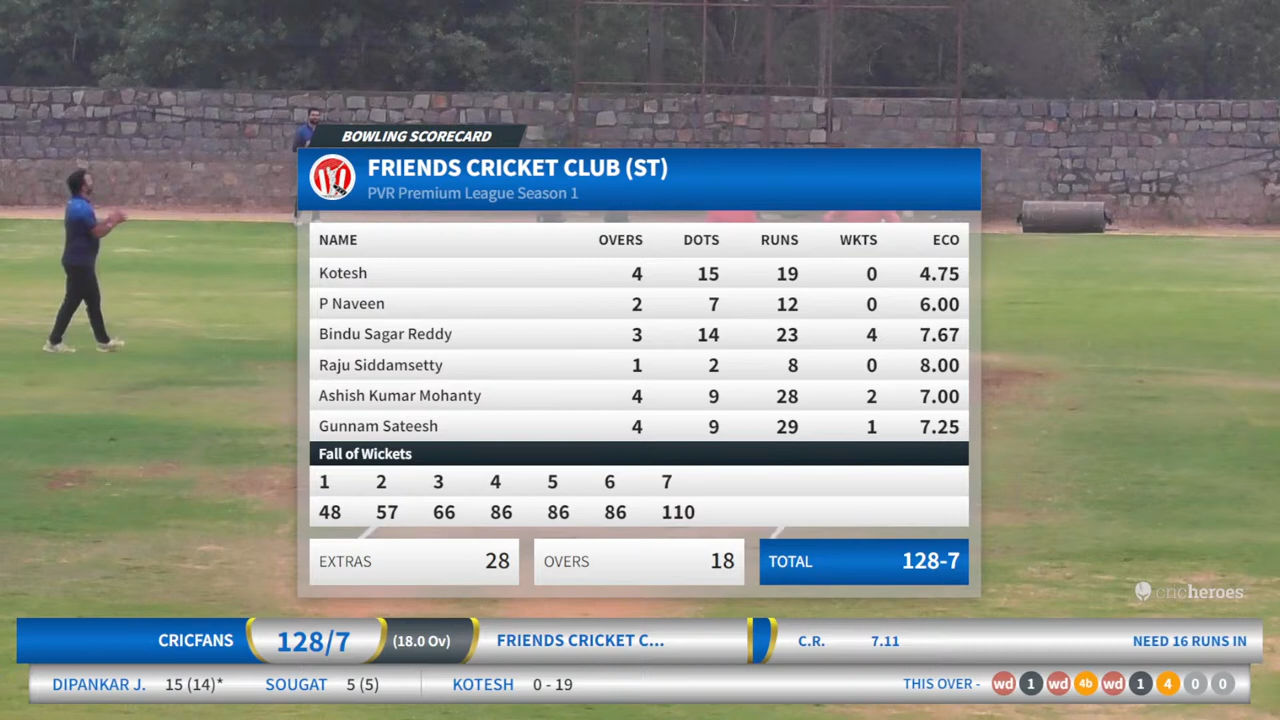 BOWLING SCORECARD
FRIENDS CRICKET CLUB (ST)
PVR Premium League Season 1
NAME OVERS DOTS RUNS WKTS ECO
Kotesh 4 15 19 0 4.75
P Naveen 2 7 12 0 6.00
Bindu Sagar Reddy 3 14 23 4 7.67
Raju Siddamsetty 1 2 8 0 8.00
Ashish Kumar Mohanty 4 9 28 2 7.00
Gunnam Sateesh 4 9 29 1 7.25
Fall of Wickets
1 2 3 4 5 6 7
48 57 66 86 86 86 110
EXTRAS 28 OVERS 18 TOTAL 128-7
cricheroes
CRICFANS 128/7 (18.0 Ov) FRIENDS CRICKET C... C.R. 7.11 NEED 16 RUNS IN
DIPANKAR J. 15 (14)* SOUGAT 5 (5) KOTESH 0 - 19 THIS OVER - wd 1 wd 4b wd 1 4 0 0